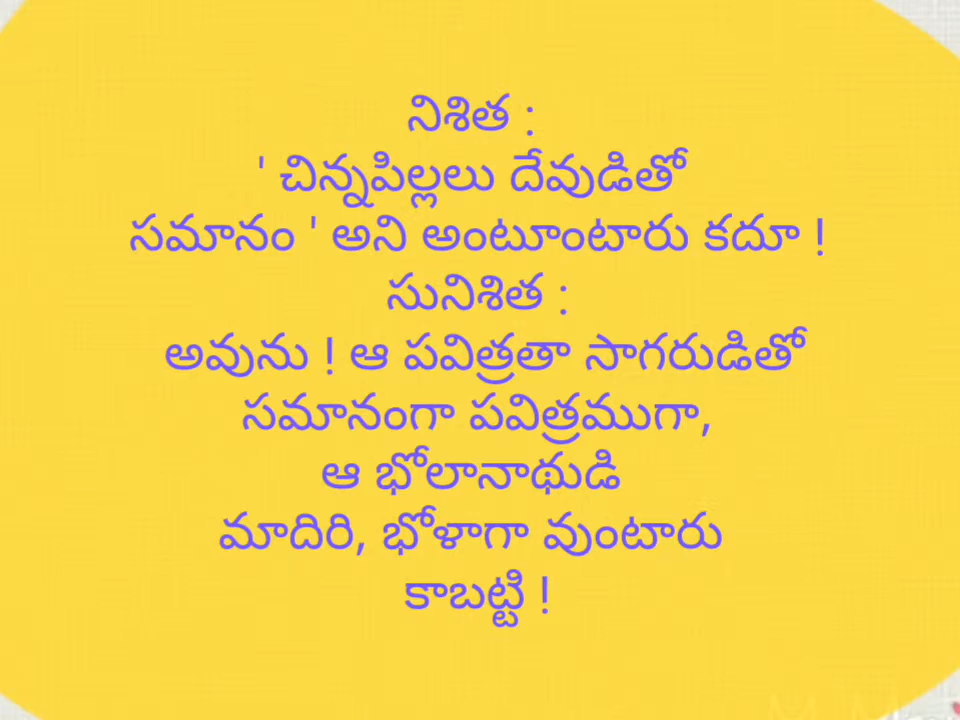 నిశిత :
' చిన్నపిల్లలు దేవుడితో
సమానం ' అని అంటూంటారు కదూ !
సునిశిత :
అవును ! ఆ పవిత్రతా సాగరుడితో
సమానంగా పవిత్రముగా,
ఆ భోలానాథుడి
మాదిరి, భోళాగా వుంటారు
కాబట్టి !